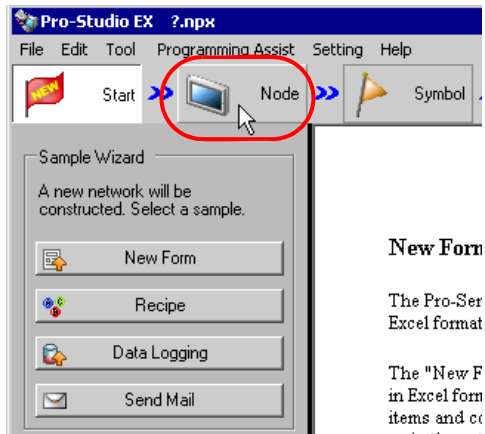 Pro-Studio EX ?.npx
File Edit Tool Programming Assist Setting Help
NEW Start Node Symbol
Sample Wizard
A new network will be
constructed. Select a sample.
New Form
Recipe
Data Logging
Send Mail
New Form
The Pro-Ser
Excel format
The "New F
in Excel form
items and co